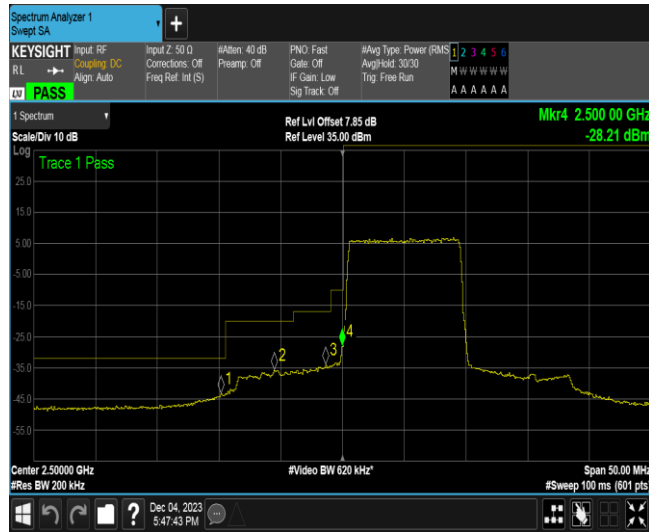 Spectrum Analyzer 1
Swept SA
+
KEYSIGHT Input: RF Input Z: 50 Ω #Atten: 40 dB PNO: Fast #Avg Type: Power (RMS 1 2 3 4 5 6
RL Coupling: DC Corrections: Off Preamp: Off Gate: Off Avg|Hold: 30/30 M W W W W W
Align: Auto Freq Ref: Int (S) IF Gain: Low Trig: Free Run
Sig Track: Off A A A A A A
LXI PASS
1 Spectrum Ref Lvl Offset 7.85 dB Mkr4 2.500 00 GHz
Scale/Div 10 dB Ref Level 35.00 dBm -28.21 dBm
Log
Trace 1 Pass
25.0
15.0
5.00
-5.00
-15.0
-25.0
4
3
2
-35.0
1
-45.0
-55.0
Center 2.50000 GHz #Video BW 620 kHz* Span 50.00 MHz
#Res BW 200 kHz #Sweep 100 ms (601 pts)
? Dec 04, 2023
5:47:43 PM